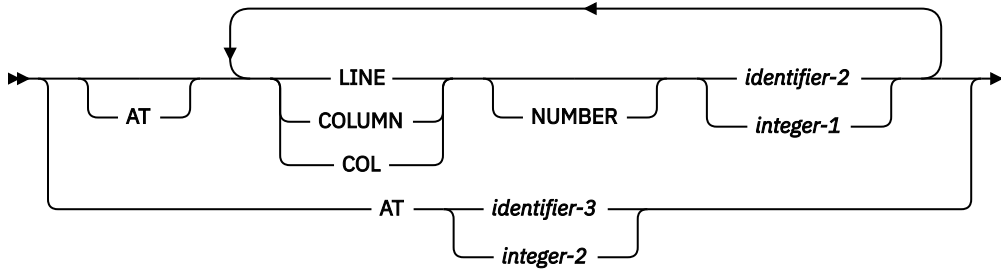 LINE identifier-2
AT COLUMN NUMBER integer-1
COL
AT identifier-3
integer-2